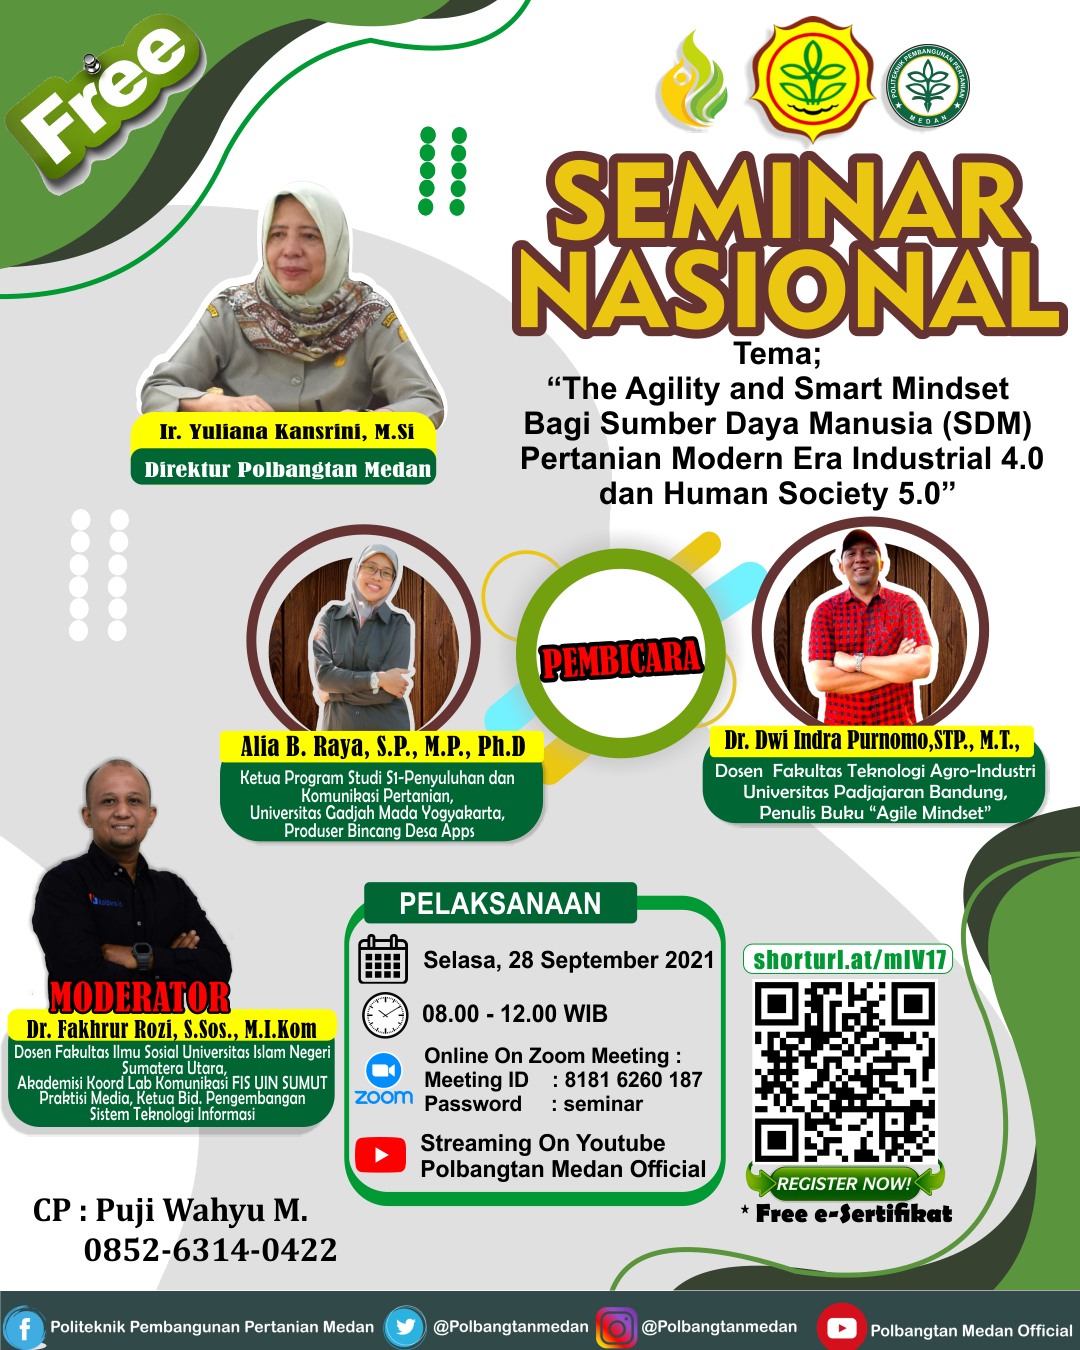 Free
POLITEKNIK PEMBANGUNAN PERTANIAN
MEDAN
SEMINAR
NASIONAL
Tema;
“The Agility and Smart Mindset
Bagi Sumber Daya Manusia (SDM)
Pertanian Modern Era Industrial 4.0
dan Human Society 5.0”
Ir. Yuliana Kansrini, M.Si
Direktur Polbangtan Medan
PEMBICARA
Alia B. Raya, S.P., M.P., Ph.D
Ketua Program Studi S1-Penyuluhan dan
Komunikasi Pertanian,
Universitas Gadjah Mada Yogyakarta,
Produser Bincang Desa Apps
Dr. Dwi Indra Purnomo,STP., M.T.,
Dosen Fakultas Teknologi Agro-Industri
Universitas Padjajaran Bandung,
Penulis Buku “Agile Mindset”
MODERATOR
Dr. Fakhrur Rozi, S.Sos., M.I.Kom
Dosen Fakultas Ilmu Sosial Universitas Islam Negeri
Sumatera Utara,
Akademisi Koord Lab Komunikasi FIS UIN SUMUT
Praktisi Media, Ketua Bid. Pengembangan
Sistem Teknologi Informasi
PELAKSANAAN
Selasa, 28 September 2021
08.00 - 12.00 WIB
zoom
Online On Zoom Meeting :
Meeting ID : 8181 6260 187
Password : seminar
Streaming On Youtube
Polbangtan Medan Official
shorturl.at/mIV17
REGISTER NOW!
* Free e-Sertifikat
CP : Puji Wahyu M.
0852-6314-0422
Politeknik Pembangunan Pertanian Medan
@Polbangtanmedan
@Polbangtanmedan
Polbangtan Medan Official